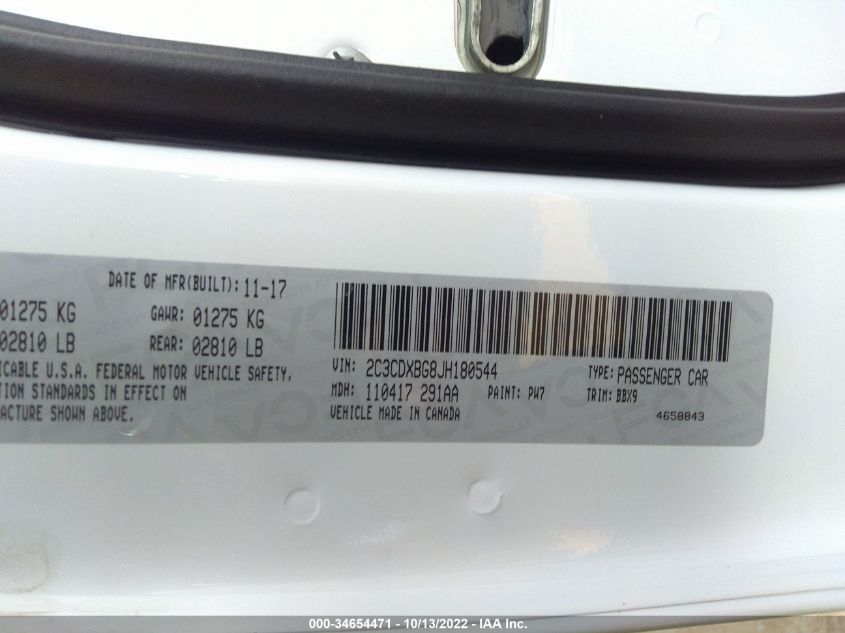 DATE OF MFR(BUILT): 11-17
01275 KG GAWR: 01275 KG
02810 LB REAR: 02810 LB
ICABLE U.S.A. FEDERAL MOTOR VEHICLE SAFETY,
TION STANDARDS IN EFFECT ON
FACTURE SHOWN ABOVE.
VIN: 2C3CDXBG8JH180544 TYPE: PASSENGER CAR
MDH: 110417 291AA PAINT: PW7 TRIM: BBX9
VEHICLE MADE IN CANADA 4658843
000-34654471 | 10/13/2022 - IAA Inc.